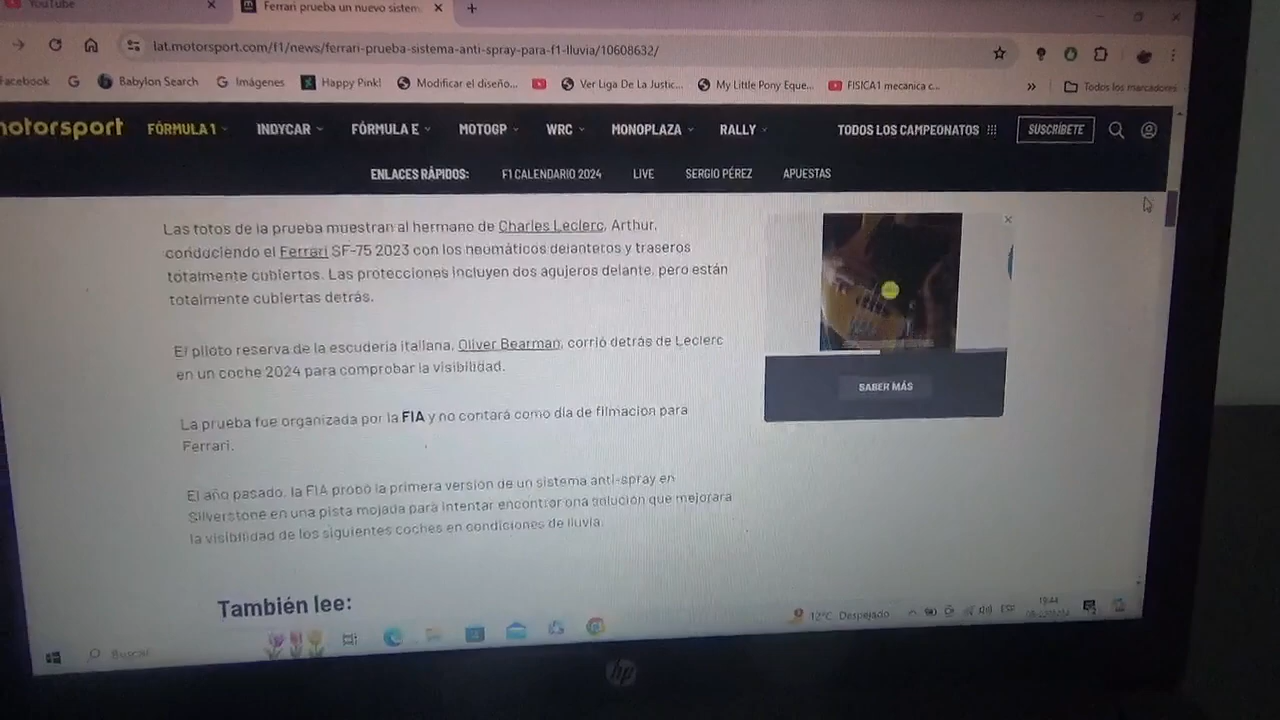 YouTube
Ferrari prueba un nuevo sistem
lat.motorsport.com/f1/news/ferrari-prueba-sistema-anti-spray-para-f1-lluvia/10608632/
Facebook
Babylon Search
Imágenes
Happy Pink!
Modificar el diseño...
Ver Liga De La Justic...
My Little Pony Eque...
FISICA1 mecanica c...
Todos los marcadores
motorsport
FÓRMULA 1
INDYCAR
FÓRMULA E
MOTOGP
WRC
MONOPLAZA
RALLY
TODOS LOS CAMPEONATOS
SUSCRÍBETE
ENLACES RÁPIDOS:
F1 CALENDARIO 2024
LIVE
SERGIO PÉREZ
APUESTAS
Las fotos de la prueba muestran al hermano de Charles Leclerc, Arthur,
conduciendo el Ferrari SF-75 2023 con los neumáticos delanteros y traseros
totalmente cubiertos. Las protecciones incluyen dos agujeros delante, pero están
totalmente cubiertas detrás.
El piloto reserva de la escudería italiana, Oliver Bearman, corrió detrás de Leclerc
en un coche 2024 para comprobar la visibilidad.
La prueba fue organizada por la FIA y no contará como día de filmación para
Ferrari.
El año pasado, la FIA probó la primera versión de un sistema anti-spray en
Silverstone en una pista mojada para intentar encontrar una solución que mejorara
la visibilidad de los siguientes coches en condiciones de lluvia.
SABER MÁS
También lee:
Buscar
12°C Despejado
ESP
19:44
hp